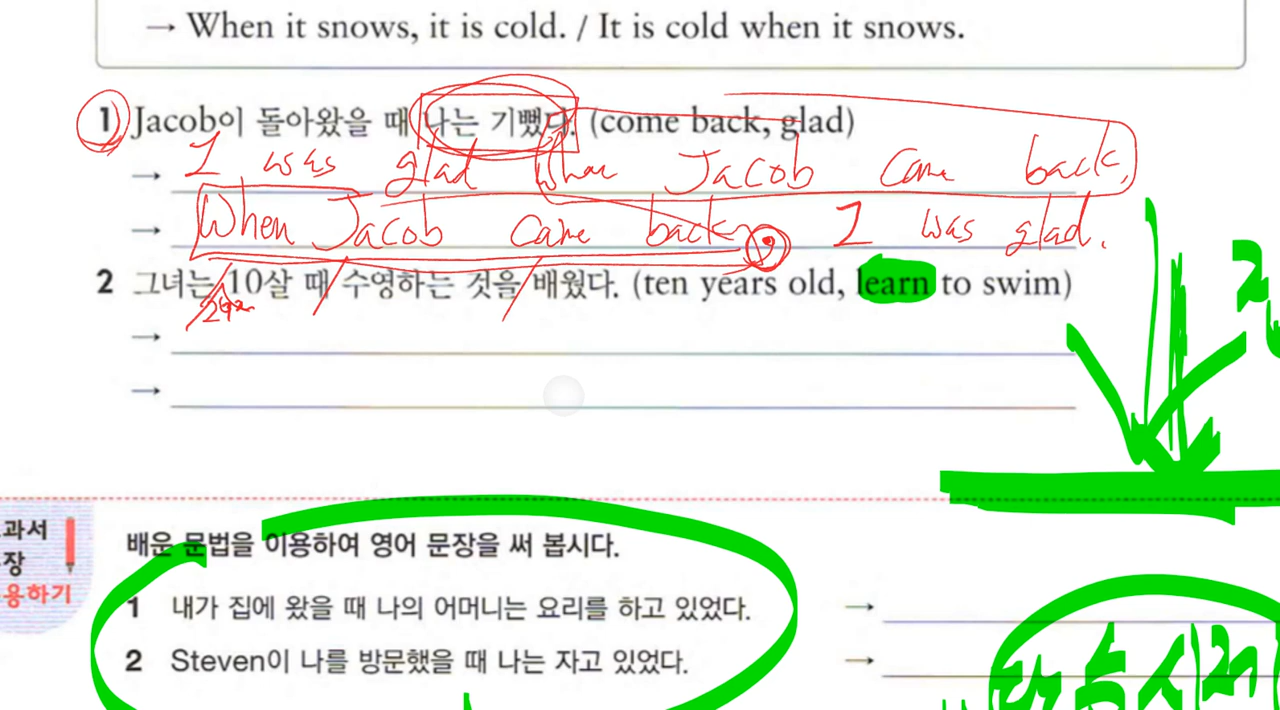 → When it snows, it is cold. / It is cold when it snows.
1) Jacob이 돌아왔을 때 나는 기뻤다. (come back, glad)
→ I was glad when Jacob came back.
→ When Jacob came back, I was glad.
2 그녀는 10살 때 수영하는 것을 배웠다. (ten years old, learn to swim)
→
→
과서
장
용하기
배운 문법을 이용하여 영어 문장을 써 봅시다.
1 내가 집에 왔을 때 나의 어머니는 요리를 하고 있었다. →
2 Steven이 나를 방문했을 때 나는 자고 있었다. →